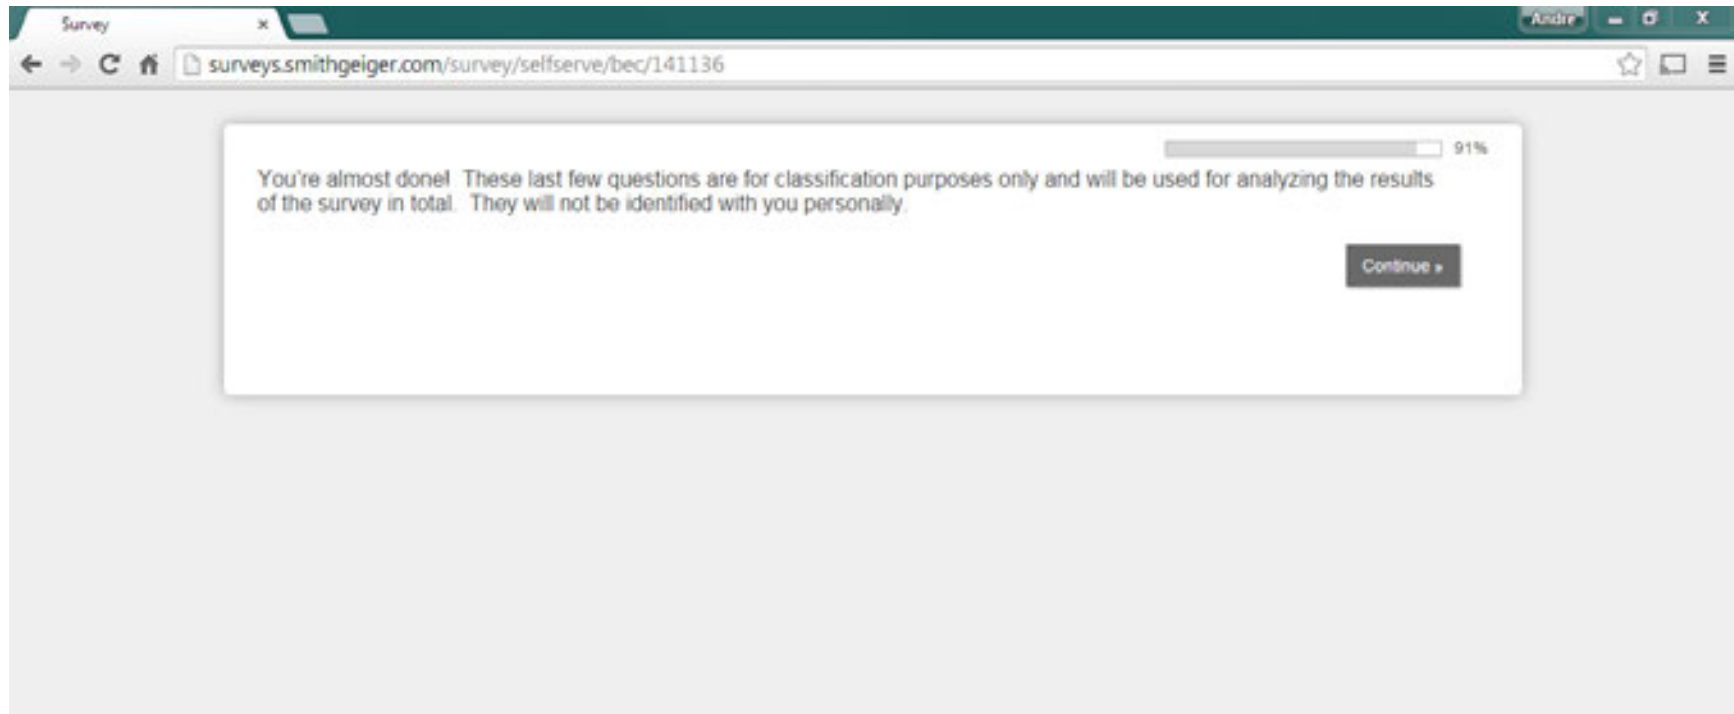 Survey
Andre
surveys.smithgeiger.com/survey/selfserve/bec/141136
91%
You're almost done! These last few questions are for classification purposes only and will be used for analyzing the results
of the survey in total. They will not be identified with you personally.
Continue »